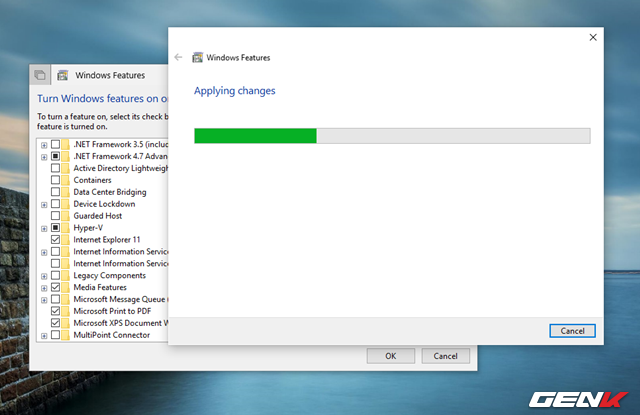 Windows Features
Applying changes
Cancel
Windows Features
Turn Windows features on o
To turn a feature on, select its check b
feature is turned on.
.NET Framework 3.5 (includ
.NET Framework 4.7 Advan
Active Directory Lightweigh
Containers
Data Center Bridging
Device Lockdown
Guarded Host
Hyper-V
Internet Explorer 11
Internet Information Service
Internet Information Service
Legacy Components
Media Features
Microsoft Message Queue (
Microsoft Print to PDF
Microsoft XPS Document W
MultiPoint Connector
OK
Cancel
GENK